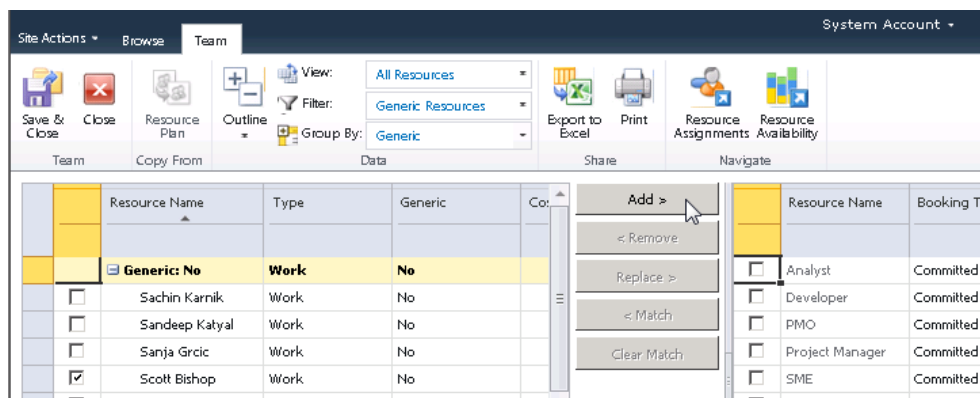 System Account
Site Actions Browse Team
View: All Resources
Filter: Generic Resources
Group By: Generic
Save & Close Close Resource Plan Outline Export to Excel Print Resource Assignments Resource Availability
Team Copy From Data Share Navigate
Resource Name Type Generic Cos Add > Resource Name Booking T
< Remove
Generic: No Work No Replace > Analyst Committed
Sachin Karnik Work No Developer Committed
Sandeep Katyal Work No < Match PMO Committed
Sanja Grcic Work No Clear Match Project Manager Committed
Scott Bishop Work No SME Committed